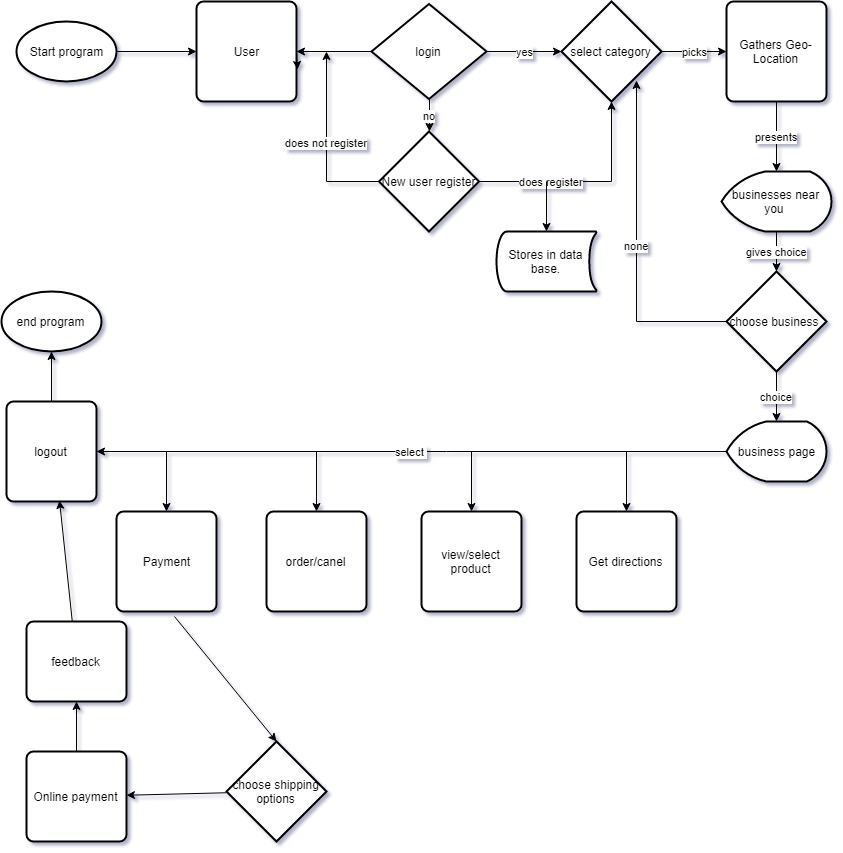 Start program
User
login
yes
select category
picks
Gathers Geo-
Location
no
does not register
presents
New user register
does register
businesses near
you
none
gives choice
Stores in data
base.
end program
choose business
choice
logout
select
business page
Payment
order/canel
view/select
product
Get directions
feedback
Online payment
choose shipping
options